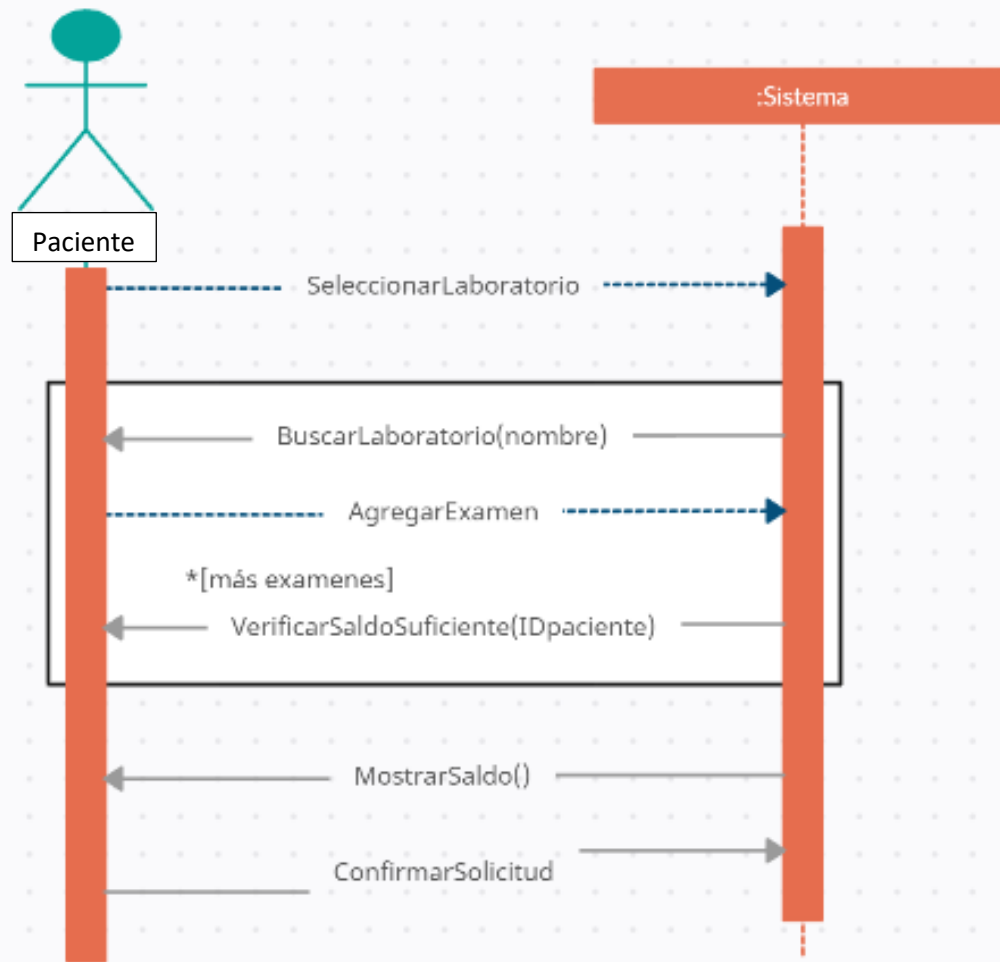 :Sistema
Paciente
SeleccionarLaboratorio
BuscarLaboratorio(nombre)
AgregarExamen
*[más examenes]
VerificarSaldoSuficiente(IDpaciente)
MostrarSaldo()
ConfirmarSolicitud